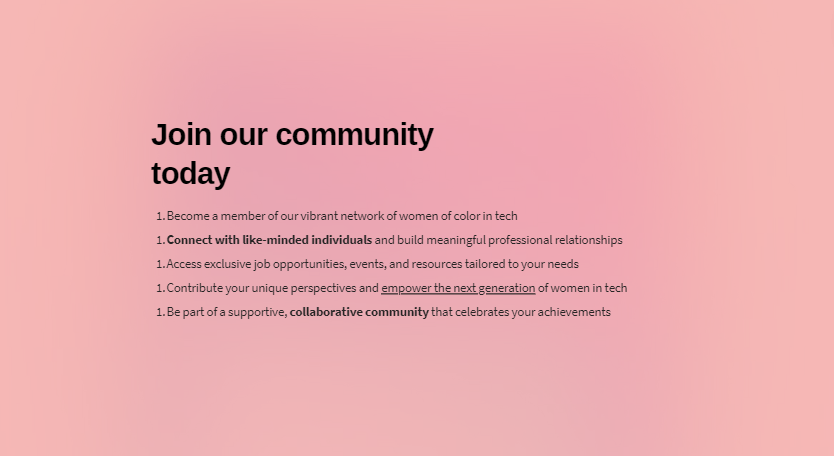 Join our community
today
1. Become a member of our vibrant network of women of color in tech
1. Connect with like-minded individuals and build meaningful professional relationships
1. Access exclusive job opportunities, events, and resources tailored to your needs
1. Contribute your unique perspectives and empower the next generation of women in tech
1. Be part of a supportive, collaborative community that celebrates your achievements